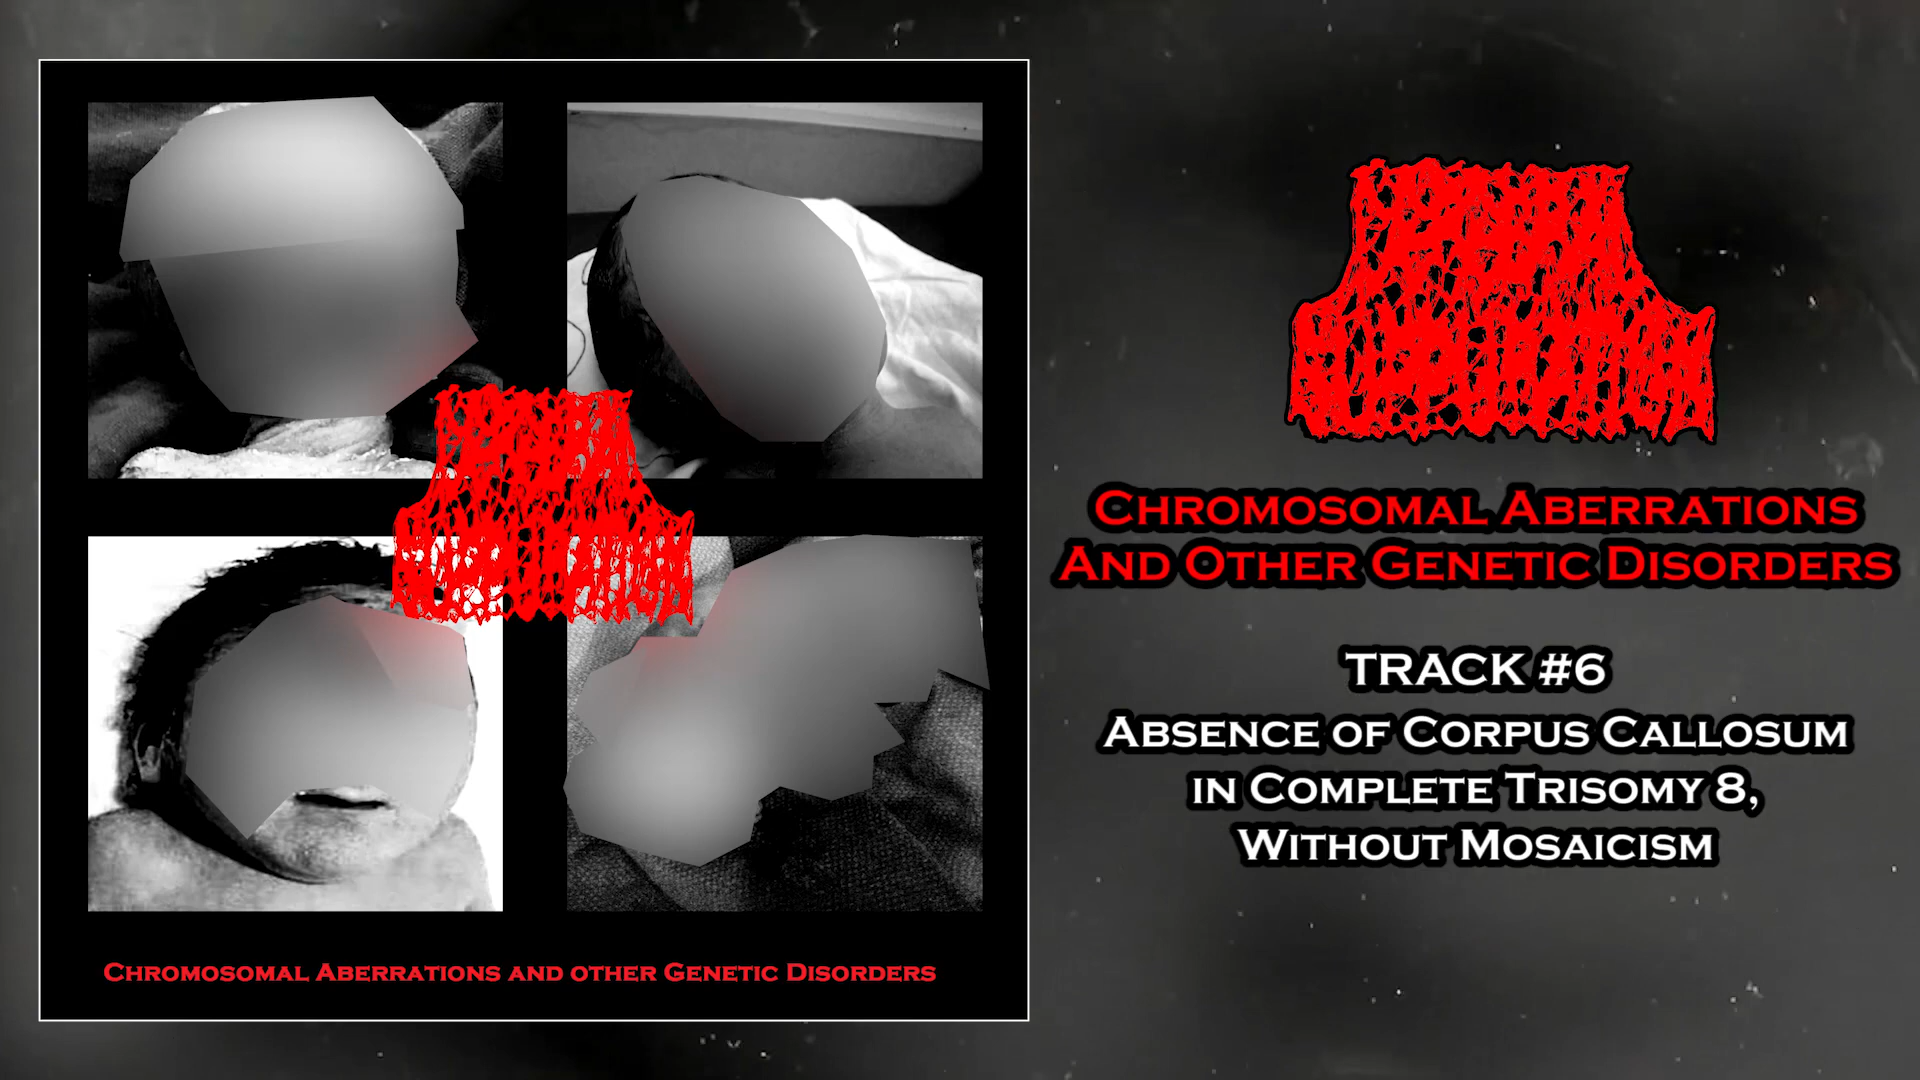 Chromosomal Aberrations and other Genetic Disorders
Chromosomal Aberrations
And Other Genetic Disorders
TRACK #6
Absence of Corpus Callosum
in Complete Trisomy 8,
Without Mosaicism